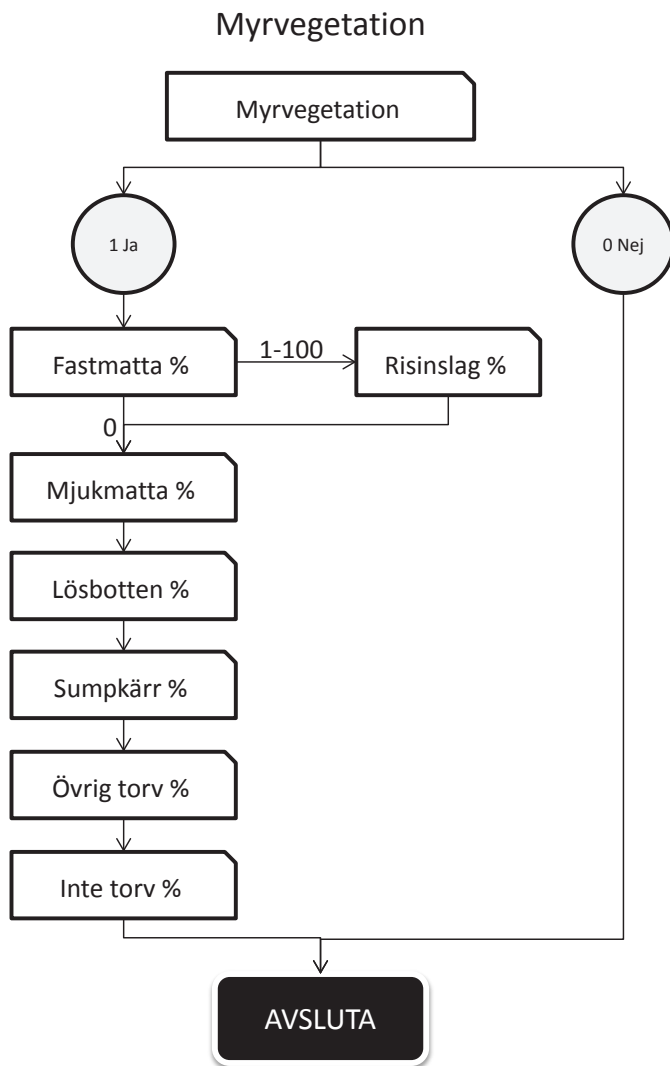 Myrvegetation
Myrvegetation
1 Ja
0 Nej
Fastmatta %
1-100
Risinslag %
0
Mjukmatta %
Lösbotten %
Sumpkärr %
Övrig torv %
Inte torv %
AVSLUTA